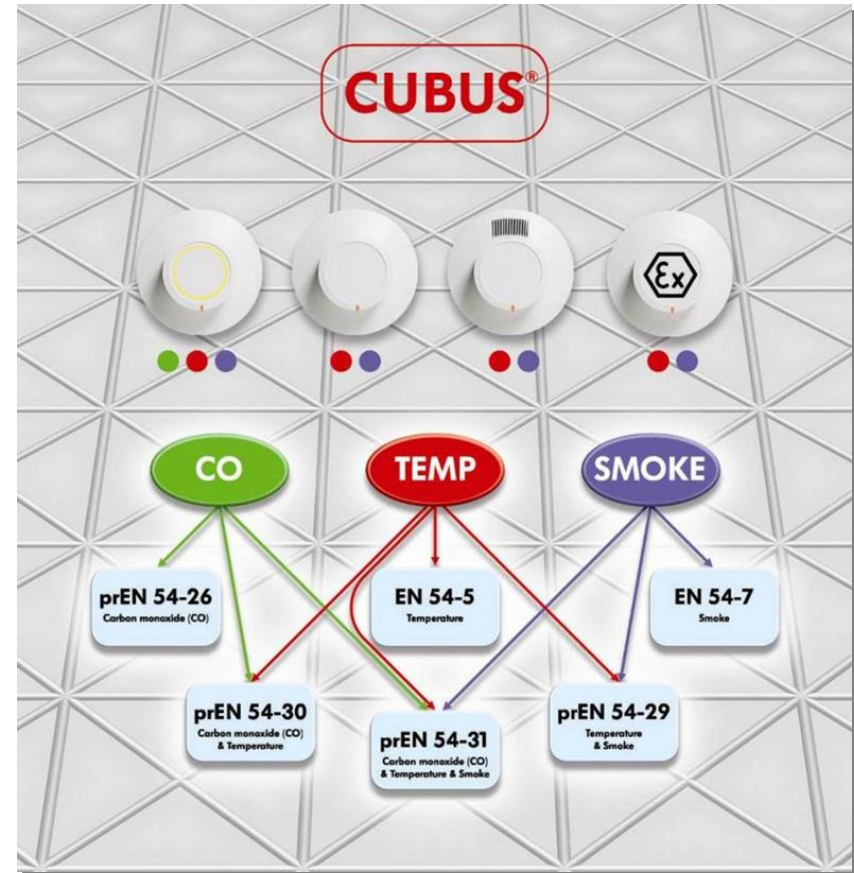 CUBUS®
Ex
CO
TEMP
SMOKE
prEN 54-26
Carbon monoxide (CO)
EN 54-5
Temperature
EN 54-7
Smoke
prEN 54-30
Carbon monoxide (CO)
& Temperature
prEN 54-31
Carbon monoxide (CO)
& Temperature & Smoke
prEN 54-29
Temperature
& Smoke